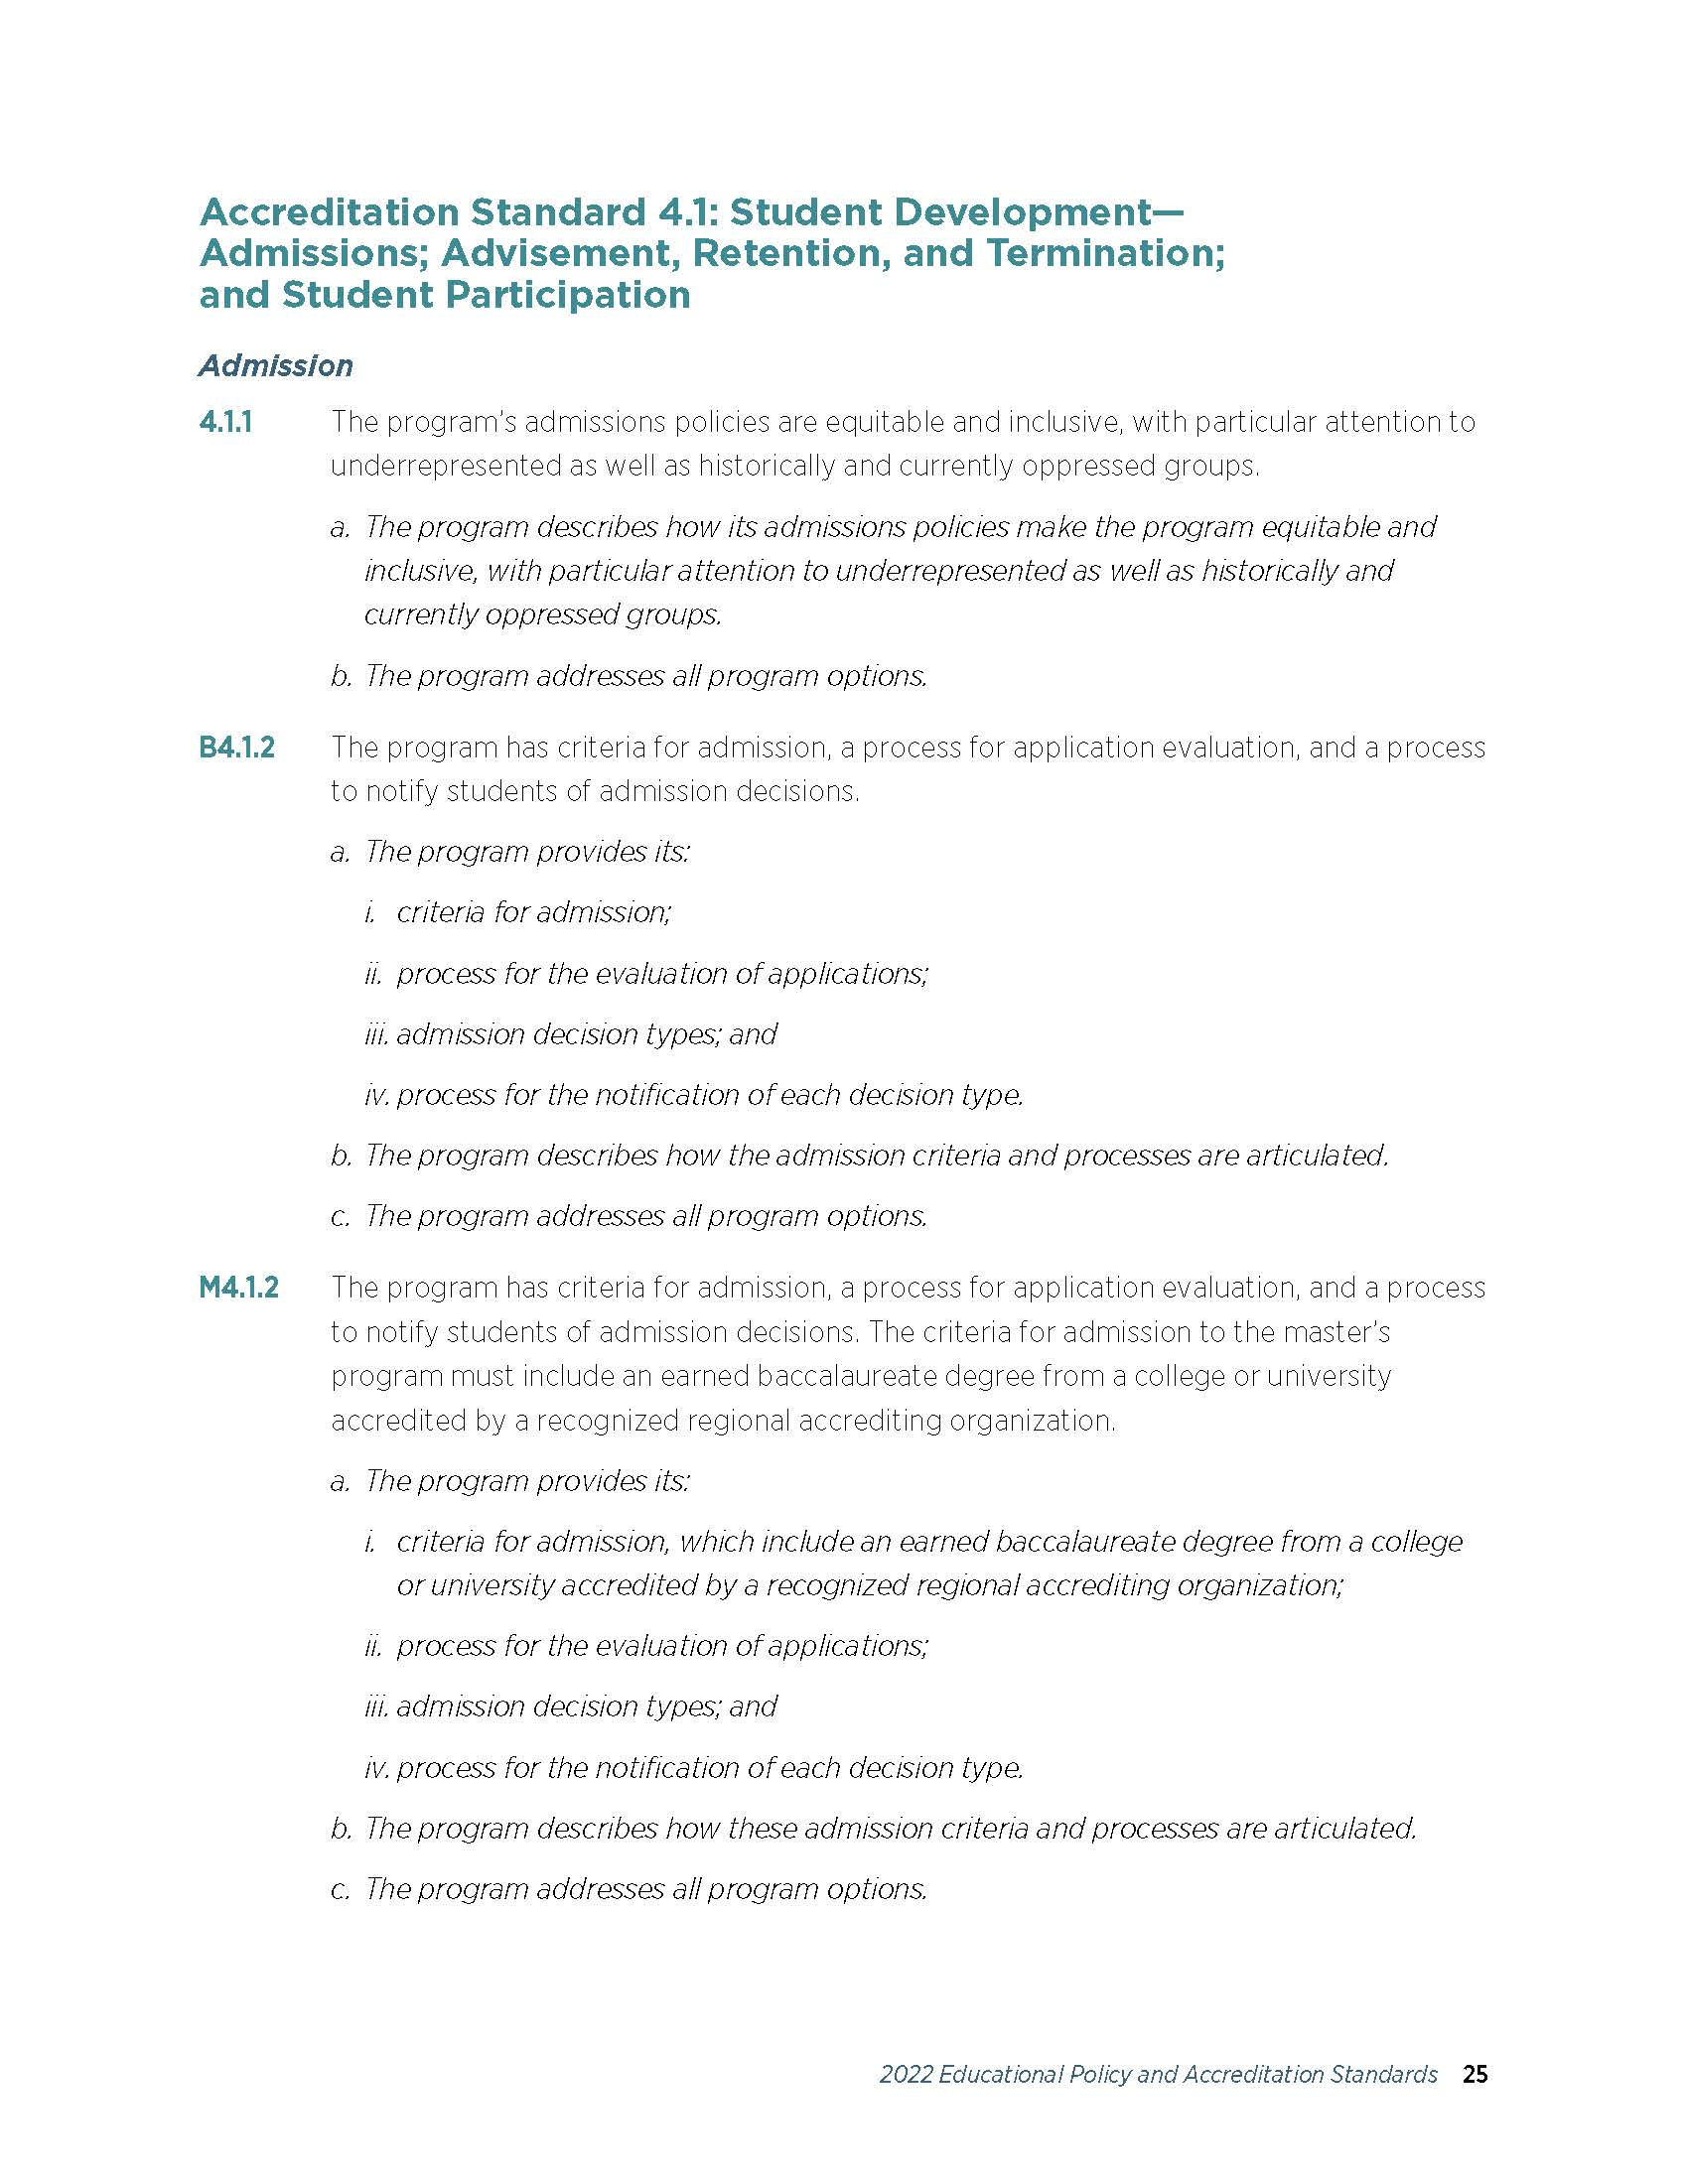 Accreditation Standard 4.1: Student Development—
Admissions; Advisement, Retention, and Termination;
and Student Participation
Admission
4.1.1 The program’s admissions policies are equitable and inclusive, with particular attention to
underrepresented as well as historically and currently oppressed groups.
a. The program describes how its admissions policies make the program equitable and
inclusive, with particular attention to underrepresented as well as historically and
currently oppressed groups.
b. The program addresses all program options.
B4.1.2 The program has criteria for admission, a process for application evaluation, and a process
to notify students of admission decisions.
a. The program provides its:
i. criteria for admission;
ii. process for the evaluation of applications;
iii. admission decision types; and
iv. process for the notification of each decision type.
b. The program describes how the admission criteria and processes are articulated.
c. The program addresses all program options.
M4.1.2 The program has criteria for admission, a process for application evaluation, and a process
to notify students of admission decisions. The criteria for admission to the master’s
program must include an earned baccalaureate degree from a college or university
accredited by a recognized regional accrediting organization.
a. The program provides its:
i. criteria for admission, which include an earned baccalaureate degree from a college
or university accredited by a recognized regional accrediting organization;
ii. process for the evaluation of applications;
iii. admission decision types; and
iv. process for the notification of each decision type.
b. The program describes how these admission criteria and processes are articulated.
c. The program addresses all program options.
2022 Educational Policy and Accreditation Standards 25